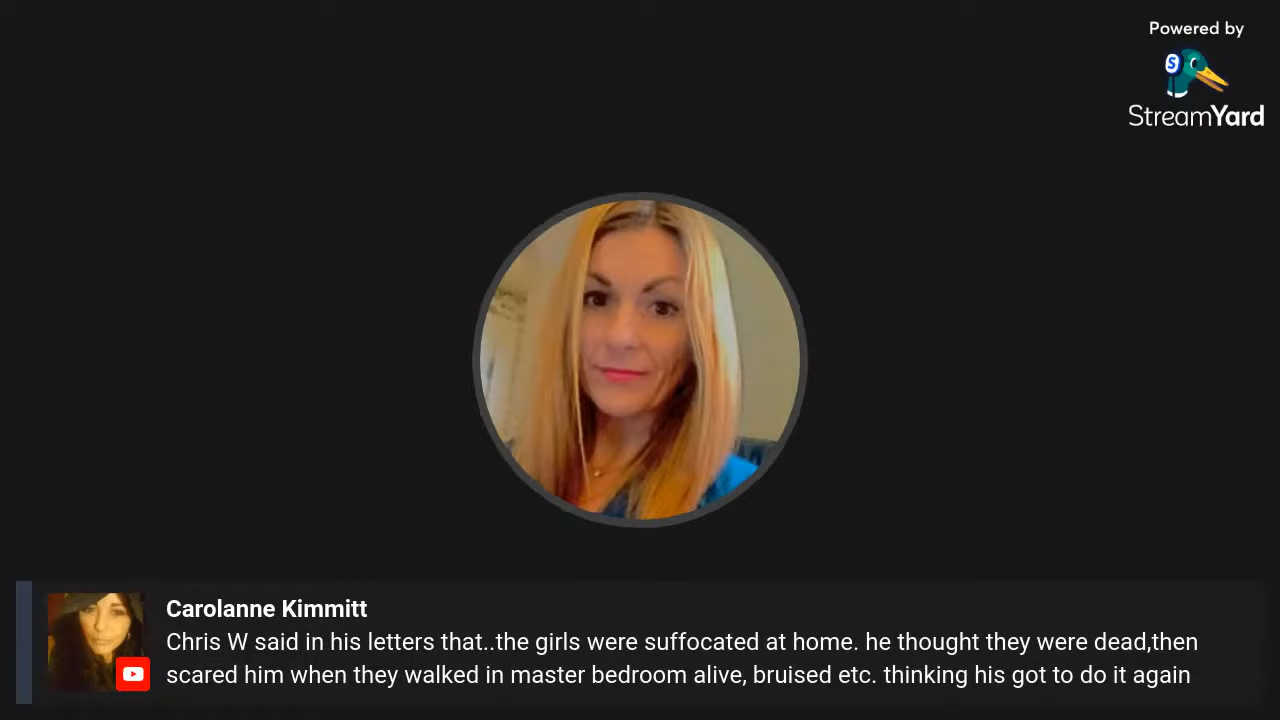 Powered by
S
StreamYard
Carolanne Kimmitt
Chris W said in his letters that..the girls were suffocated at home. he thought they were dead,then
scared him when they walked in master bedroom alive, bruised etc. thinking his got to do it again